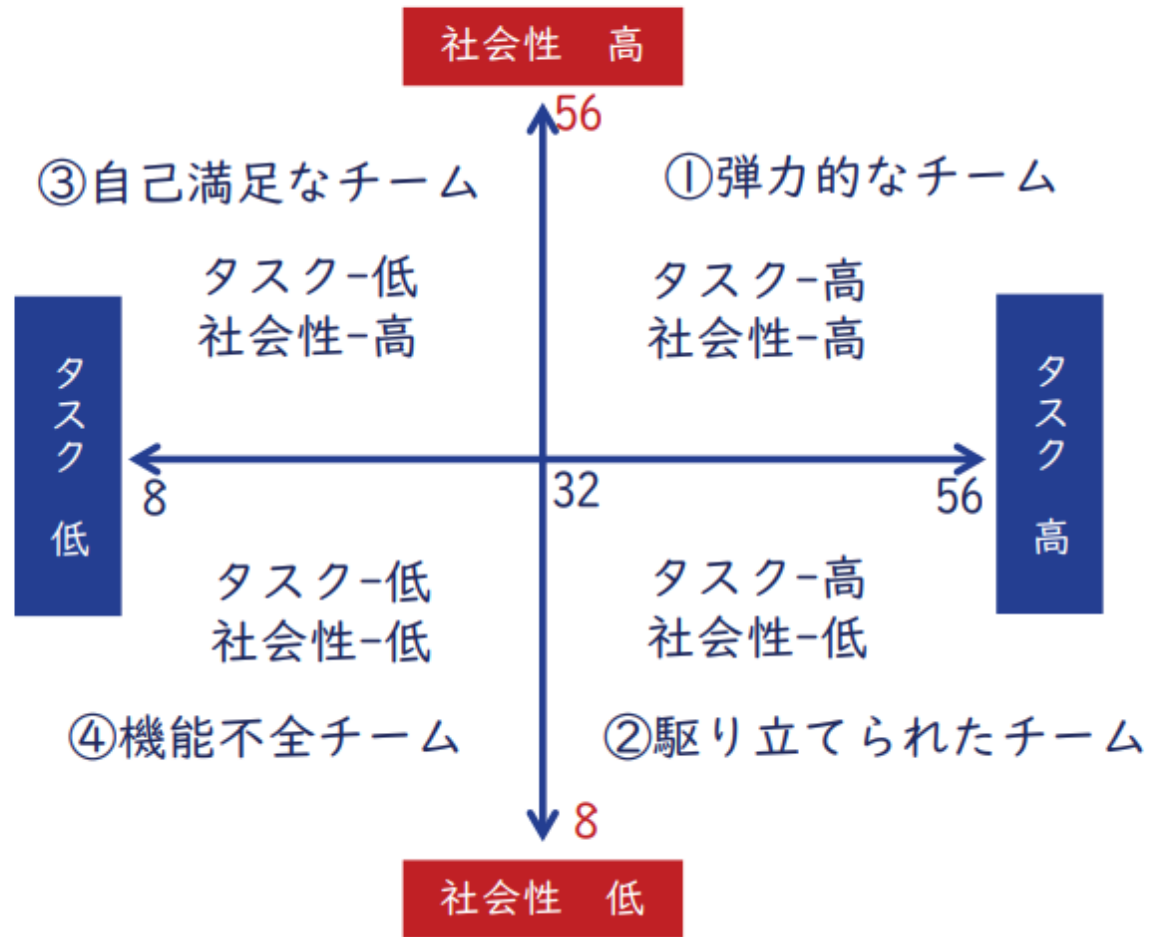 社会性　高
56
③自己満足なチーム
①弾力的なチーム
タスク-低
社会性-高
タスク-高
社会性-高
タスク　低
タスク　高
8
32
56
タスク-低
社会性-低
タスク-高
社会性-低
④機能不全チーム
②駆り立てられたチーム
8
社会性　低